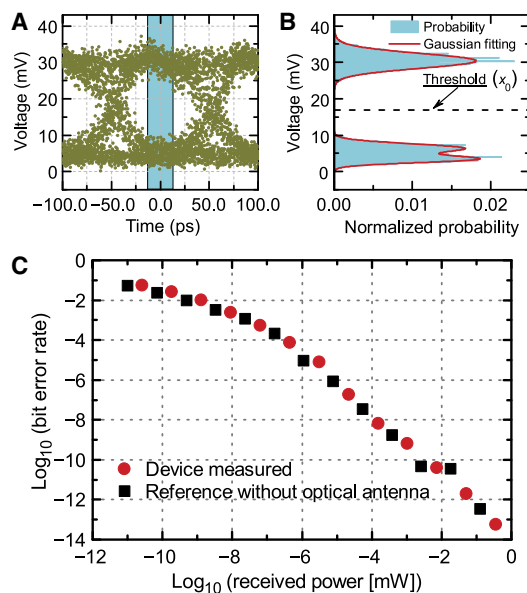 A
Voltage (mV)
40
30
20
10
0
−100.0
−50.0
0.0
50.0
100.0
Time (ps)
B
Voltage (mV)
40
30
20
10
0
Probability
Gaussian fitting
Threshold (x0)
0.00
0.01
0.02
Normalized probability
C
Log10 (bit error rate)
0
−2
−4
−6
−8
−10
−12
−14
Device measured
Reference without optical antenna
−12
−10
−8
−6
−4
−2
0
Log10 (received power [mW])